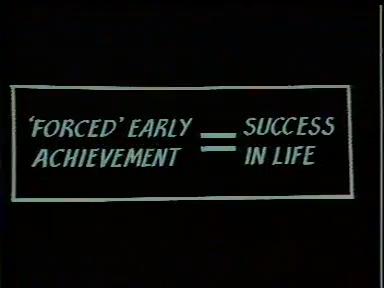 'FORCED' EARLY
ACHIEVEMENT
=
SUCCESS
IN LIFE